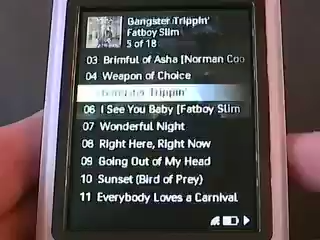 Gangster Trippin'
Fatboy Slim
5 of 18
03 Brimful of Asha [Norman Coo
04 Weapon of Choice
Trippin'
06 I See You Baby [Fatboy Slim
07 Wonderful Night
08 Right Here, Right Now
09 Going Out of My Head
10 Sunset (Bird of Prey)
11 Everybody Loves a Carnival